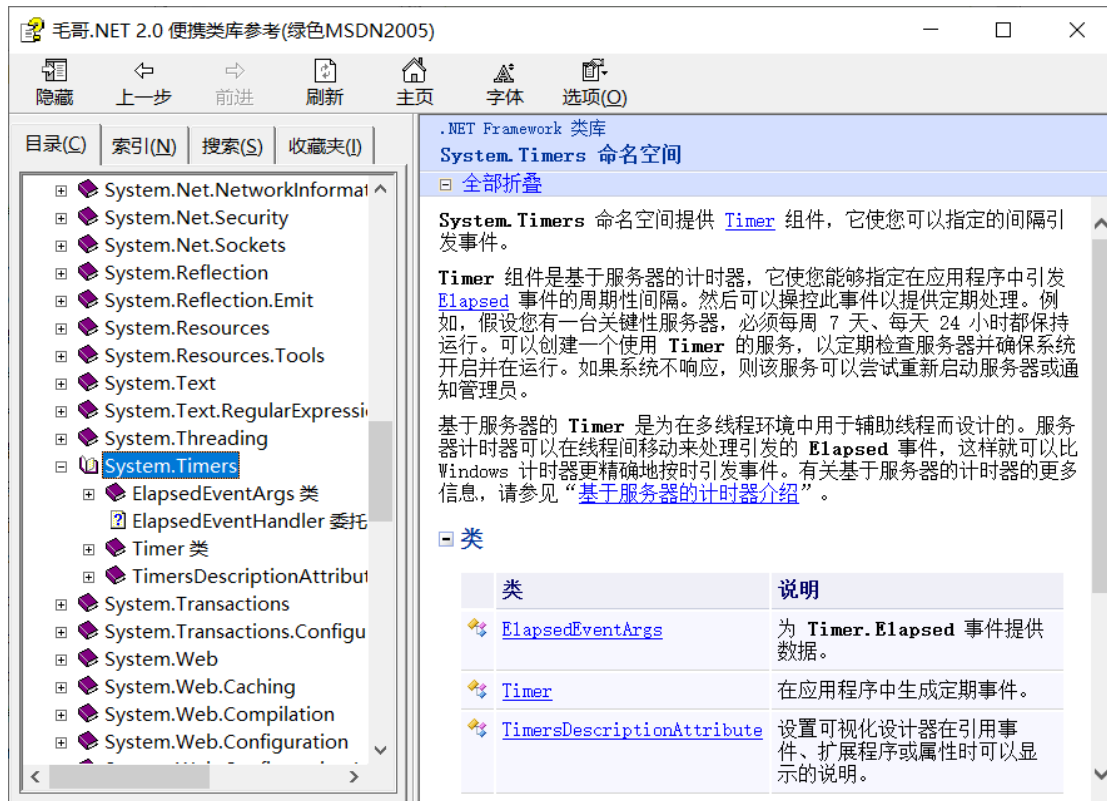 毛哥.NET 2.0 便携类库参考(绿色MSDN2005)
隐藏 上一步 前进 刷新 主页 字体 选项(O)
目录(C) 索引(N) 搜索(S) 收藏夹(I)
System.Net.NetworkInformat
System.Net.Security
System.Net.Sockets
System.Reflection
System.Reflection.Emit
System.Resources
System.Resources.Tools
System.Text
System.Text.RegularExpressi
System.Threading
System.Timers
ElapsedEventArgs 类
ElapsedEventHandler 委托
Timer 类
TimersDescriptionAttribut
System.Transactions
System.Transactions.Configu
System.Web
System.Web.Caching
System.Web.Compilation
System.Web.Configuration
.NET Framework 类库
System.Timers 命名空间
全部折叠
System.Timers 命名空间提供 Timer 组件，它使您可以指定的间隔引
发事件。
Timer 组件是基于服务器的计时器，它使您能够指定在应用程序中引发
Elapsed 事件的周期性间隔。然后可以操控此事件以提供定期处理。例
如，假设您有一台关键性服务器，必须每周 7 天、每天 24 小时都保持
运行。可以创建一个使用 Timer 的服务，以定期检查服务器并确保系统
开启并在运行。如果系统不响应，则该服务可以尝试重新启动服务器或通
知管理员。
基于服务器的 Timer 是为在多线程环境中用于辅助线程而设计的。服务
器计时器可以在线程间移动来处理引发的 Elapsed 事件，这样就可以比
Windows 计时器更精确地按时引发事件。有关基于服务器的计时器的更多
信息，请参见“基于服务器的计时器介绍”。
类
类 说明
ElapsedEventArgs 为 Timer.Elapsed 事件提供
数据。
Timer 在应用程序中生成定期事件。
TimersDescriptionAttribute 设置可视化设计器在引用事
件、扩展程序或属性时可以显
示的说明。